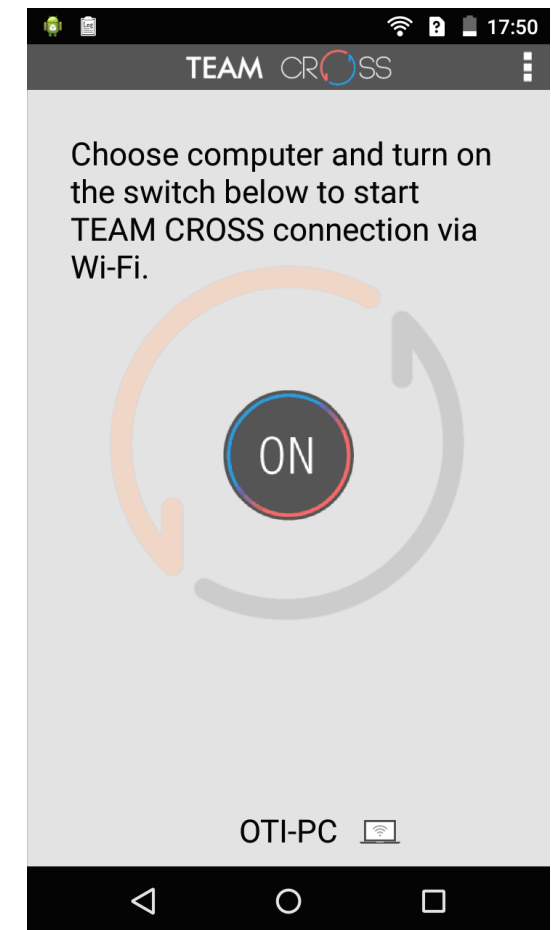 17:50
TEAM CROSS
Choose computer and turn on
the switch below to start
TEAM CROSS connection via
Wi-Fi.
ON
OTI-PC